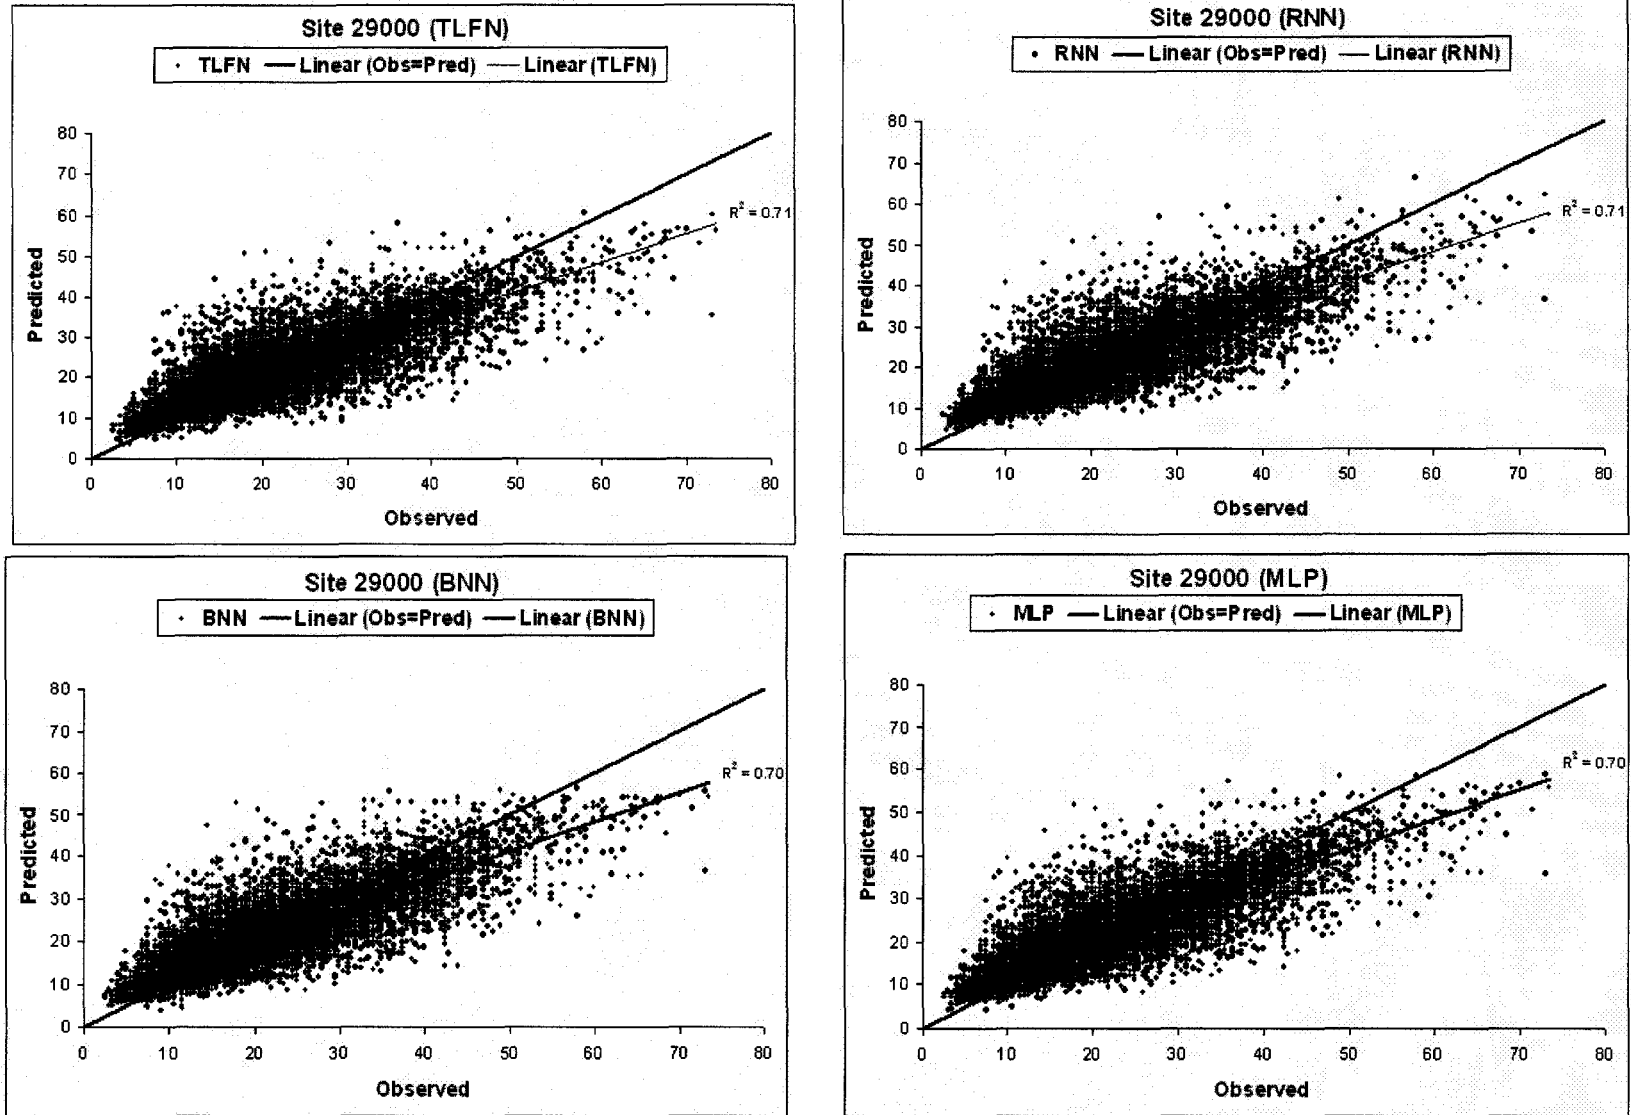 Site 29000 (TLFN)
TLFN Linear (Obs=Pred) Linear (TLFN)
80
70
60
50
40
30
20
10
0
R² = 0.71
Predicted
0 10 20 30 40 50 60 70 80
Observed
Site 29000 (RNN)
RNN Linear (Obs=Pred) Linear (RNN)
80
70
60
50
40
30
20
10
0
R² = 0.71
Predicted
0 10 20 30 40 50 60 70 80
Observed
Site 29000 (BNN)
BNN Linear (Obs=Pred) Linear (BNN)
80
70
60
50
40
30
20
10
0
R² = 0.70
Predicted
0 10 20 30 40 50 60 70 80
Observed
Site 29000 (MLP)
MLP Linear (Obs=Pred) Linear (MLP)
80
70
60
50
40
30
20
10
0
R² = 0.70
Predicted
0 10 20 30 40 50 60 70 80
Observed